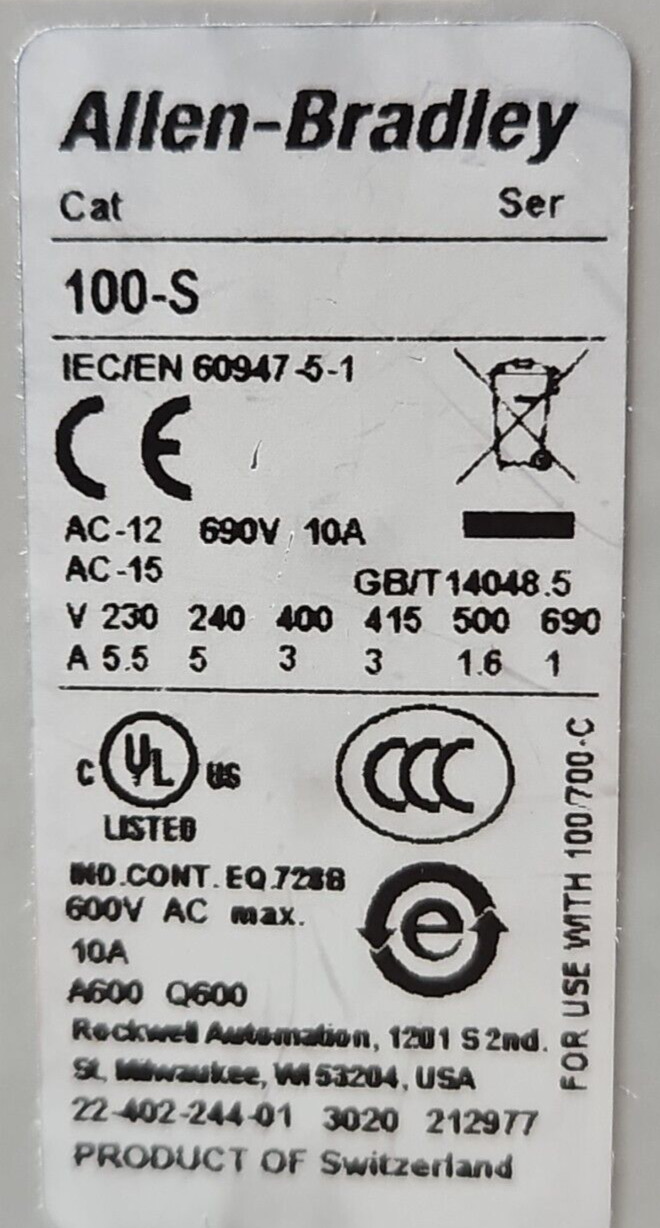 Allen-Bradley
Cat Ser
100-S
IEC/EN 60947-5-1
CE
AC-12 690V 10A
AC-15 GB/T 14048.5
V 230 240 400 415 500 690
A 5.5 5 3 3 1.6 1
C UL US
LISTED
CCC
IND.CONT.EQ.728B
600V AC max.
10A
e
A600 Q600
Rockwell Automation, 1201 S 2nd.
St, Milwaukee, WI 53204, USA
22-402-244-01 3020 212977
PRODUCT OF Switzerland
FOR USE WITH 100/700-C